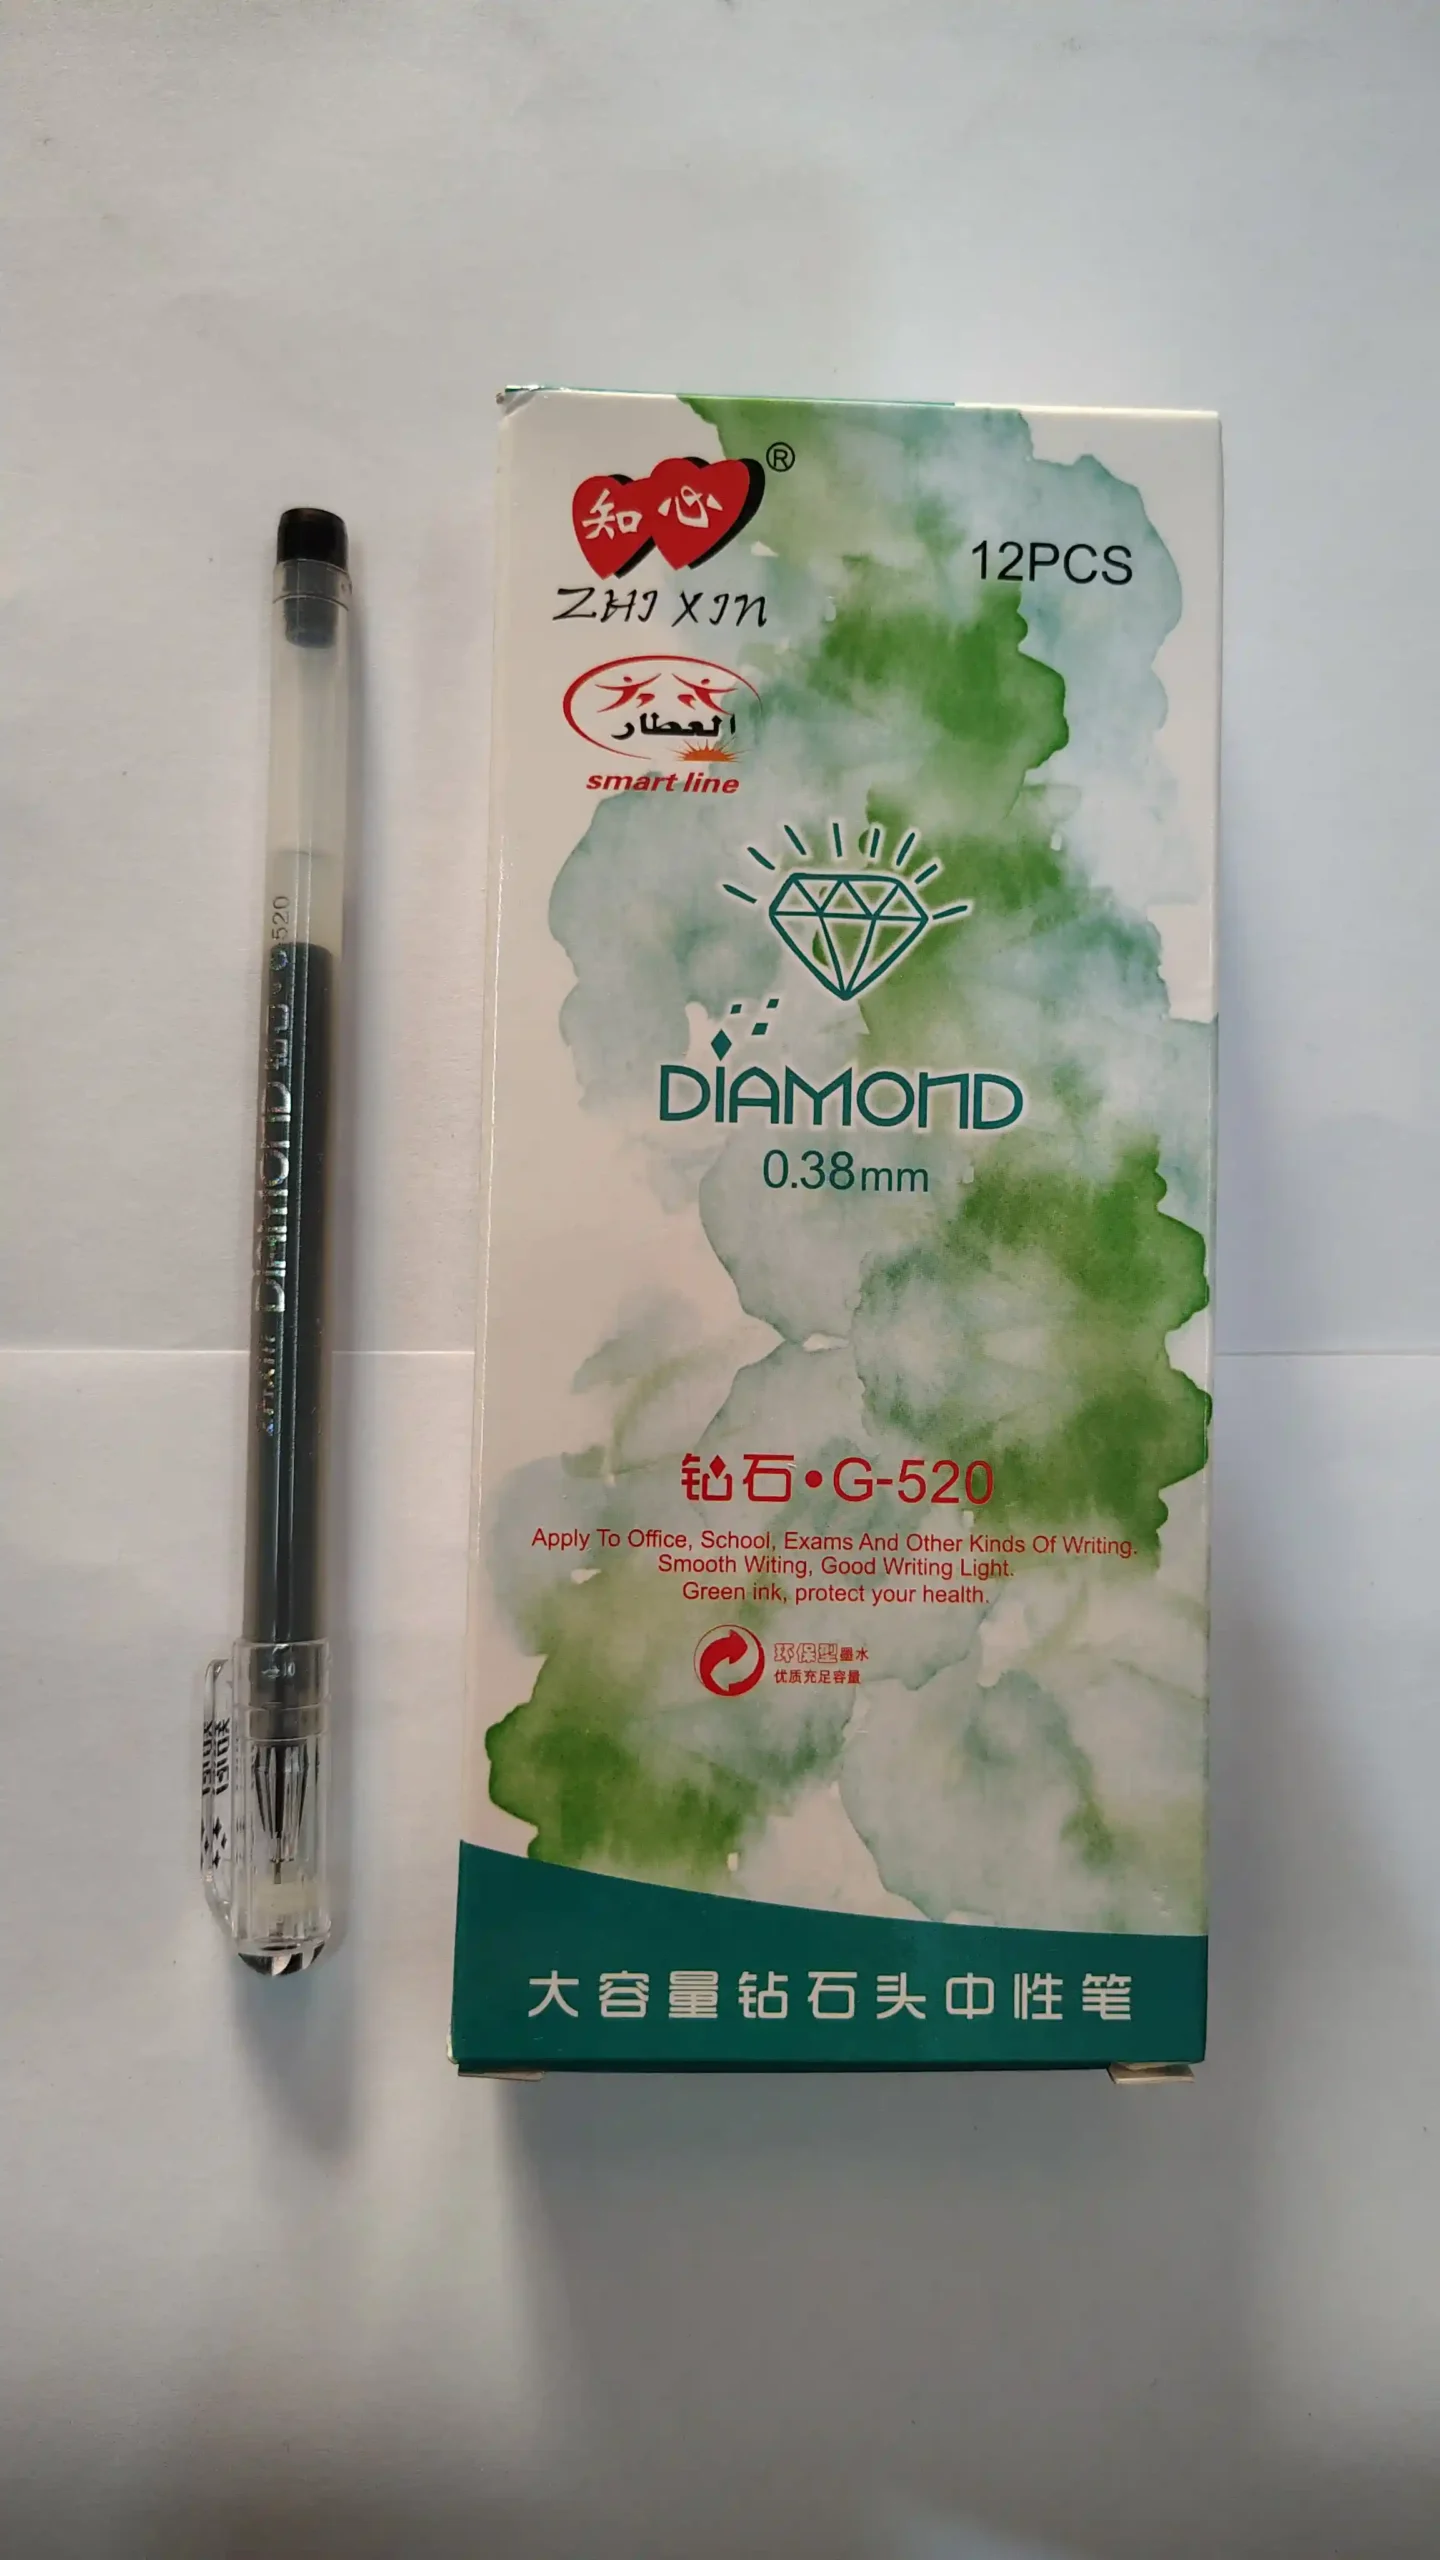 知心®
ZHI XIN
12PCS
العطار
smart line
DIAMOND
0.38mm
钻石•G-520
Apply To Office, School, Exams And Other Kinds Of Writing.
Smooth Witing, Good Writing Light.
Green ink, protect your health.
环保型墨水
优质充足容量
大容量钻石头中性笔
DIAMOND 钻石•G-520